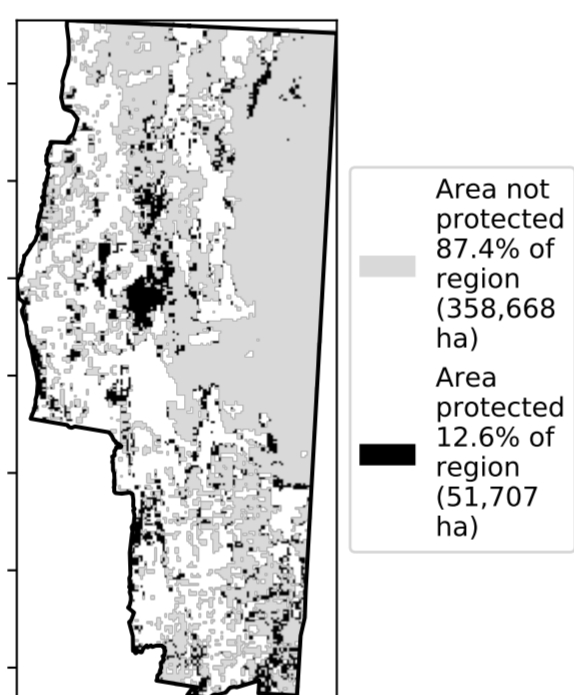 Area not
protected
87.4% of
region
(358,668
ha)
Area
protected
12.6% of
region
(51,707
ha)